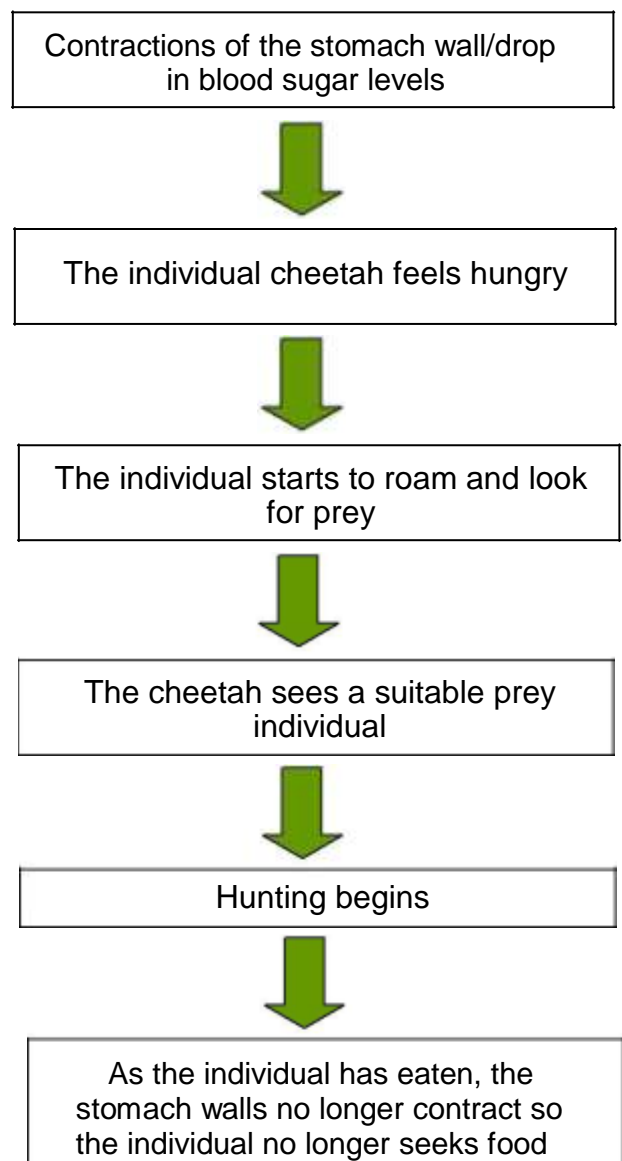 Contractions of the stomach wall/drop
in blood sugar levels
The individual cheetah feels hungry
The individual starts to roam and look
for prey
The cheetah sees a suitable prey
individual
Hunting begins
As the individual has eaten, the
stomach walls no longer contract so
the individual no longer seeks food